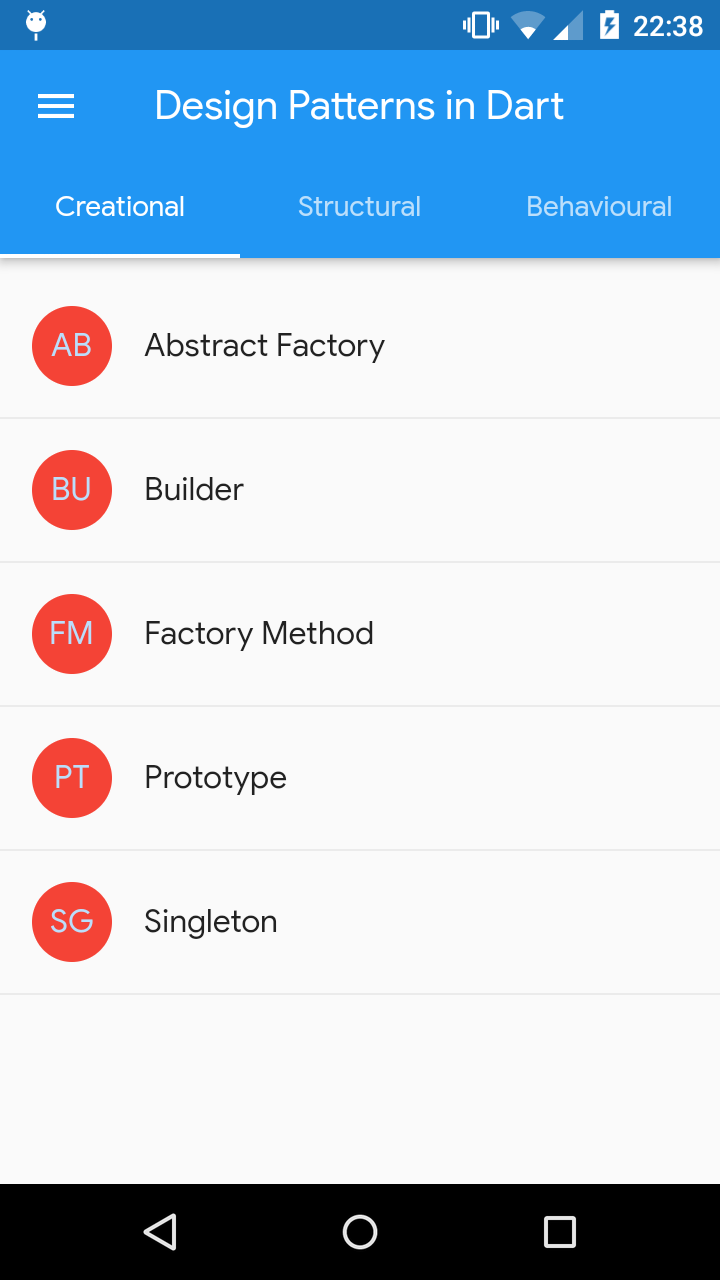 22:38
Design Patterns in Dart
Creational Structural Behavioural
AB Abstract Factory
BU Builder
FM Factory Method
PT Prototype
SG Singleton